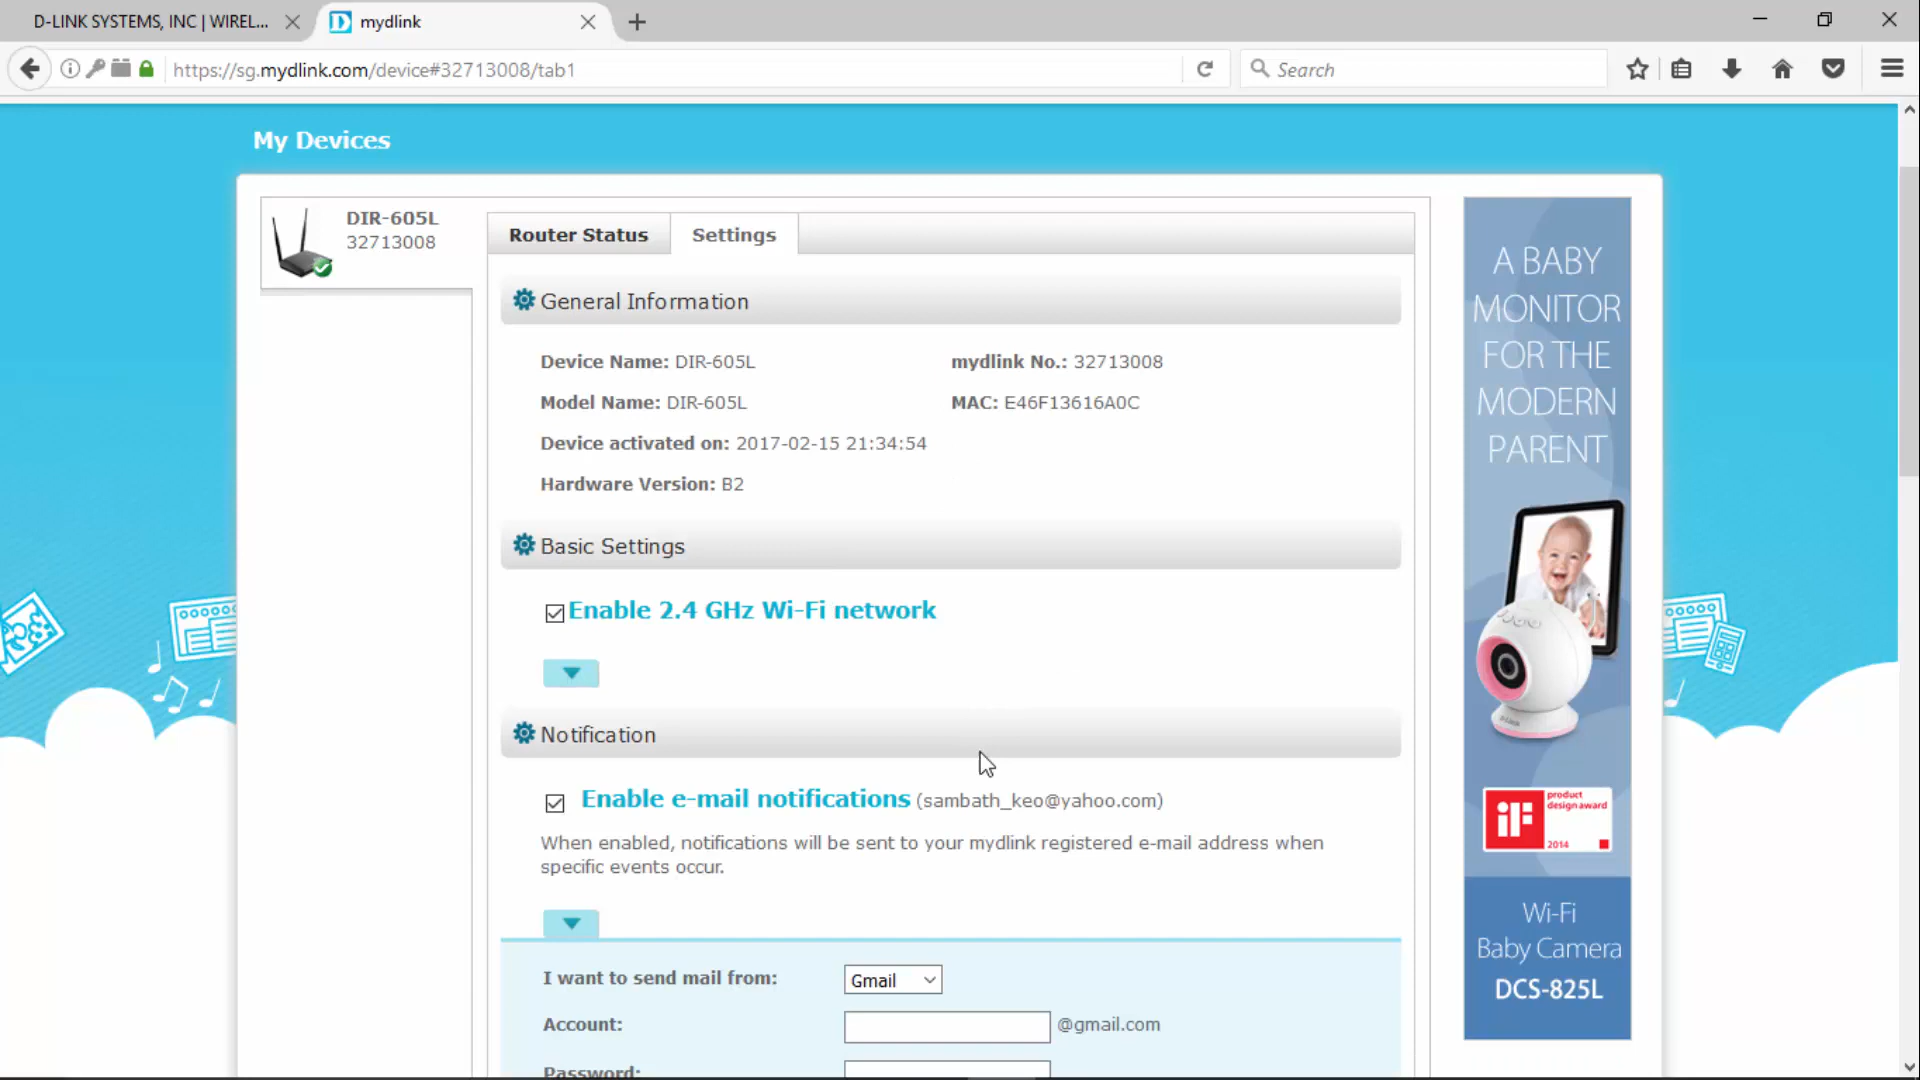 D-LINK SYSTEMS, INC | WIREL...
mydlink
https://sg.mydlink.com/device#32713008/tab1
Search
My Devices
DIR-605L
32713008
Router Status
Settings
General Information
Device Name: DIR-605L
mydlink No.: 32713008
Model Name: DIR-605L
MAC: E46F13616A0C
Device activated on: 2017-02-15 21:34:54
Hardware Version: B2
Basic Settings
Enable 2.4 GHz Wi-Fi network
Notification
Enable e-mail notifications (sambath_keo@yahoo.com)
When enabled, notifications will be sent to your mydlink registered e-mail address when
specific events occur.
I want to send mail from:
Gmail
Account:
@gmail.com
Password:
A BABY
MONITOR
FOR THE
MODERN
PARENT
iF
product
design award
2014
Wi-Fi
Baby Camera
DCS-825L